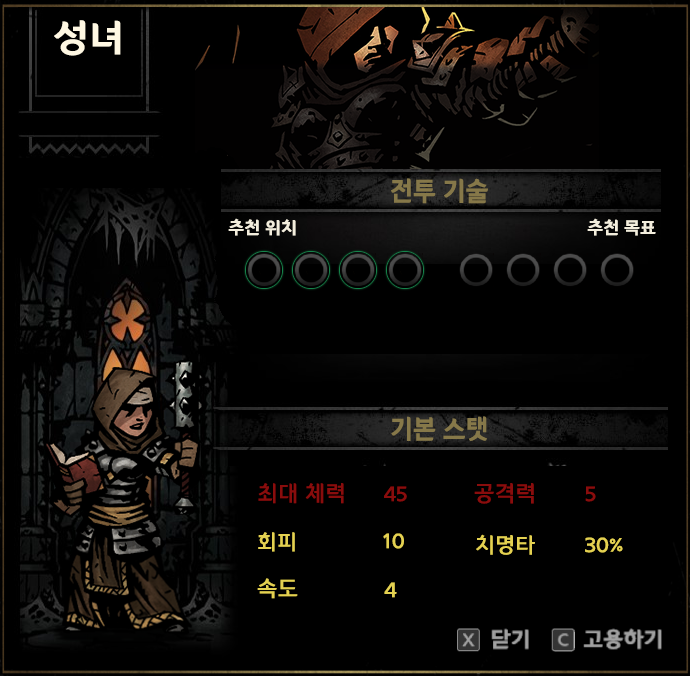 성녀
전투 기술
추천 위치 추천 목표
기본 스탯
최대 체력 45 공격력 5
회피 10 치명타 30%
속도 4
X 닫기 C 고용하기